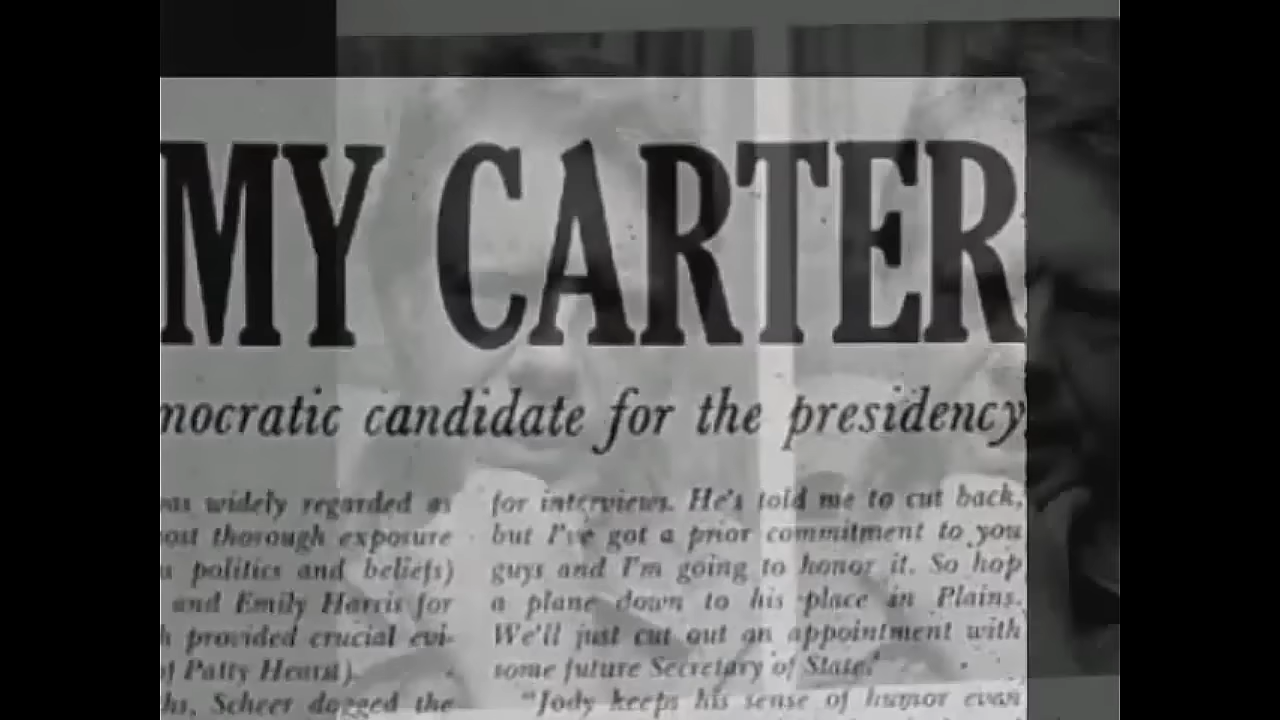 MY CARTER
mocratic candidate for the presidency
as widely regarded as
ost thorough exposure
politics and beliefs)
and Emily Harris for
h provided crucial evi-
of Patty Hearst).
hs, Scheer dogged the
for interviews. He's told me to cut back,
but I've got a prior commitment to you
guys and I'm going to honor it. So hop
a plane down to his place in Plains.
We'll just cut out an appointment with
some future Secretary of State."
"Jody keeps his sense of humor even